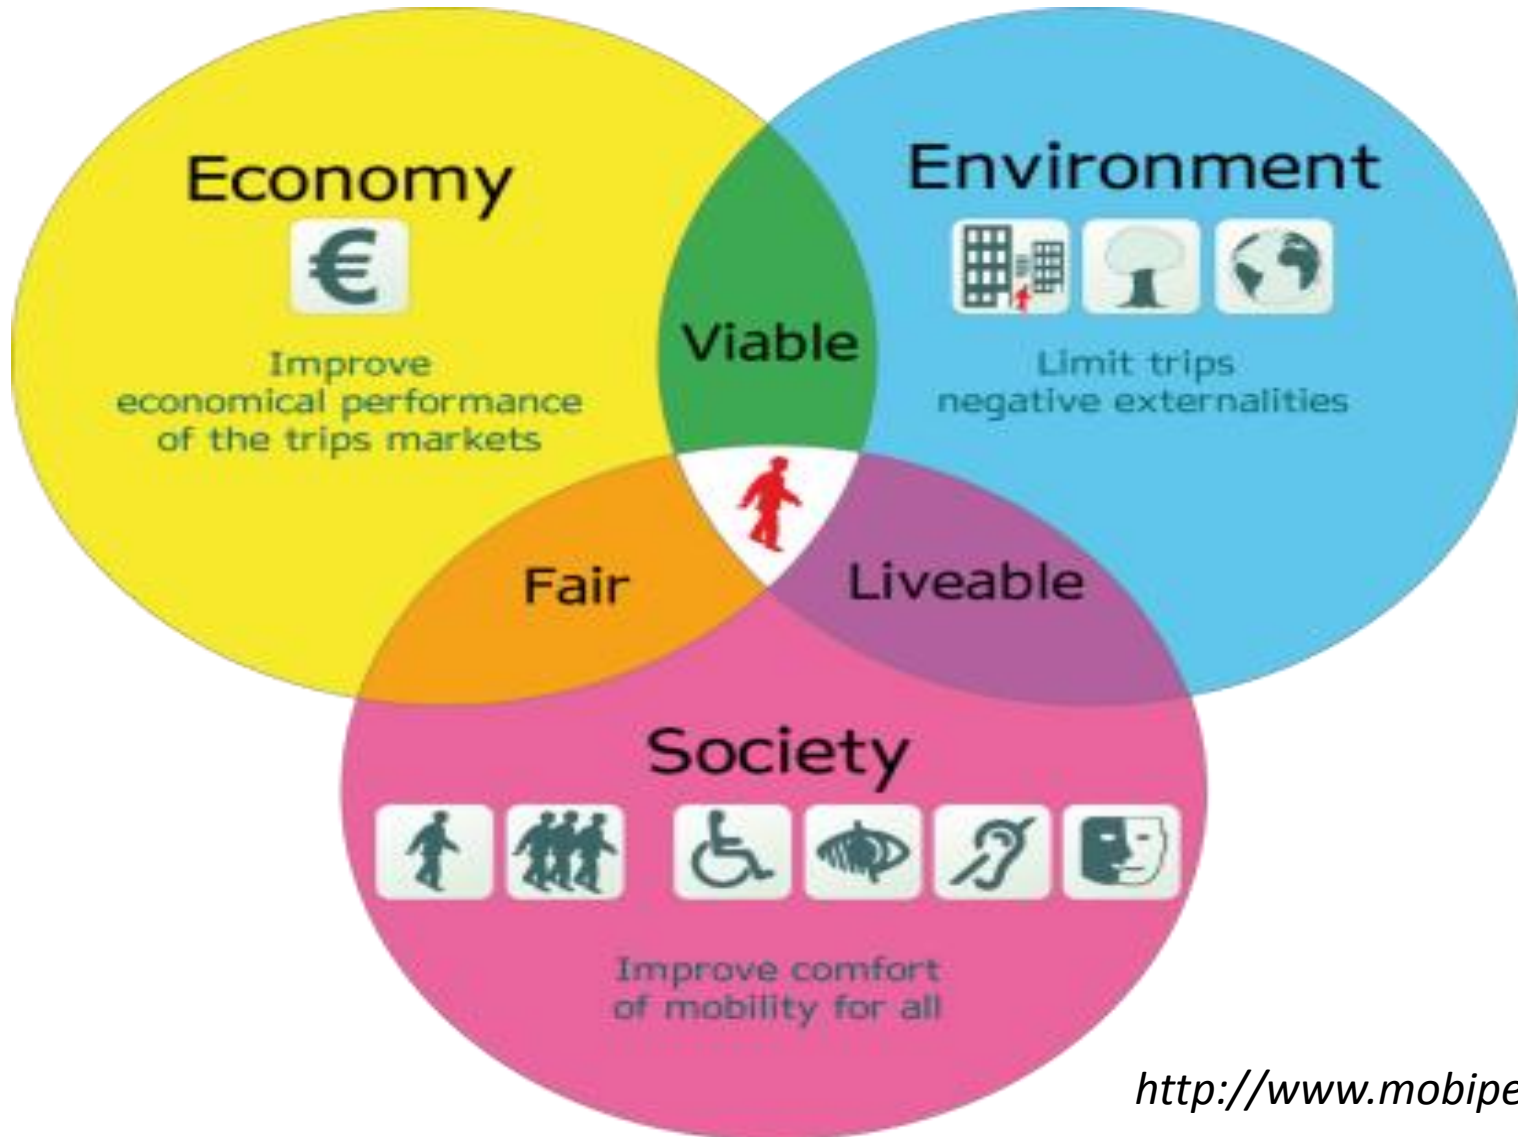 Economy
€
Improve
economical performance
of the trips markets
Environment
Limit trips
negative externalities
Viable
Fair
Liveable
Society
Improve comfort
of mobility for all
http://www.mobipe